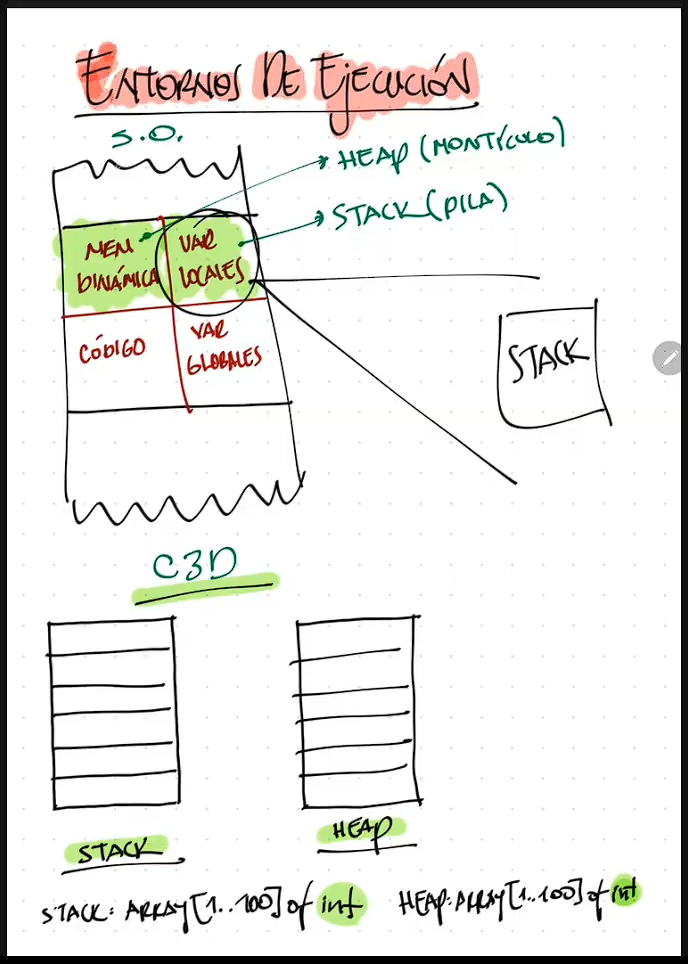 ENTORNOS DE EJECUCIÓN
S.O.
HEAP (MONTÍCULO)
STACK (PILA)
MEM DINÁMICA
VAR LOCALES
CÓDIGO
VAR GLOBALES
STACK
C3D
STACK
HEAP
STACK: ARRAY[1..100] of int
HEAP: ARRAY[1..100] of int